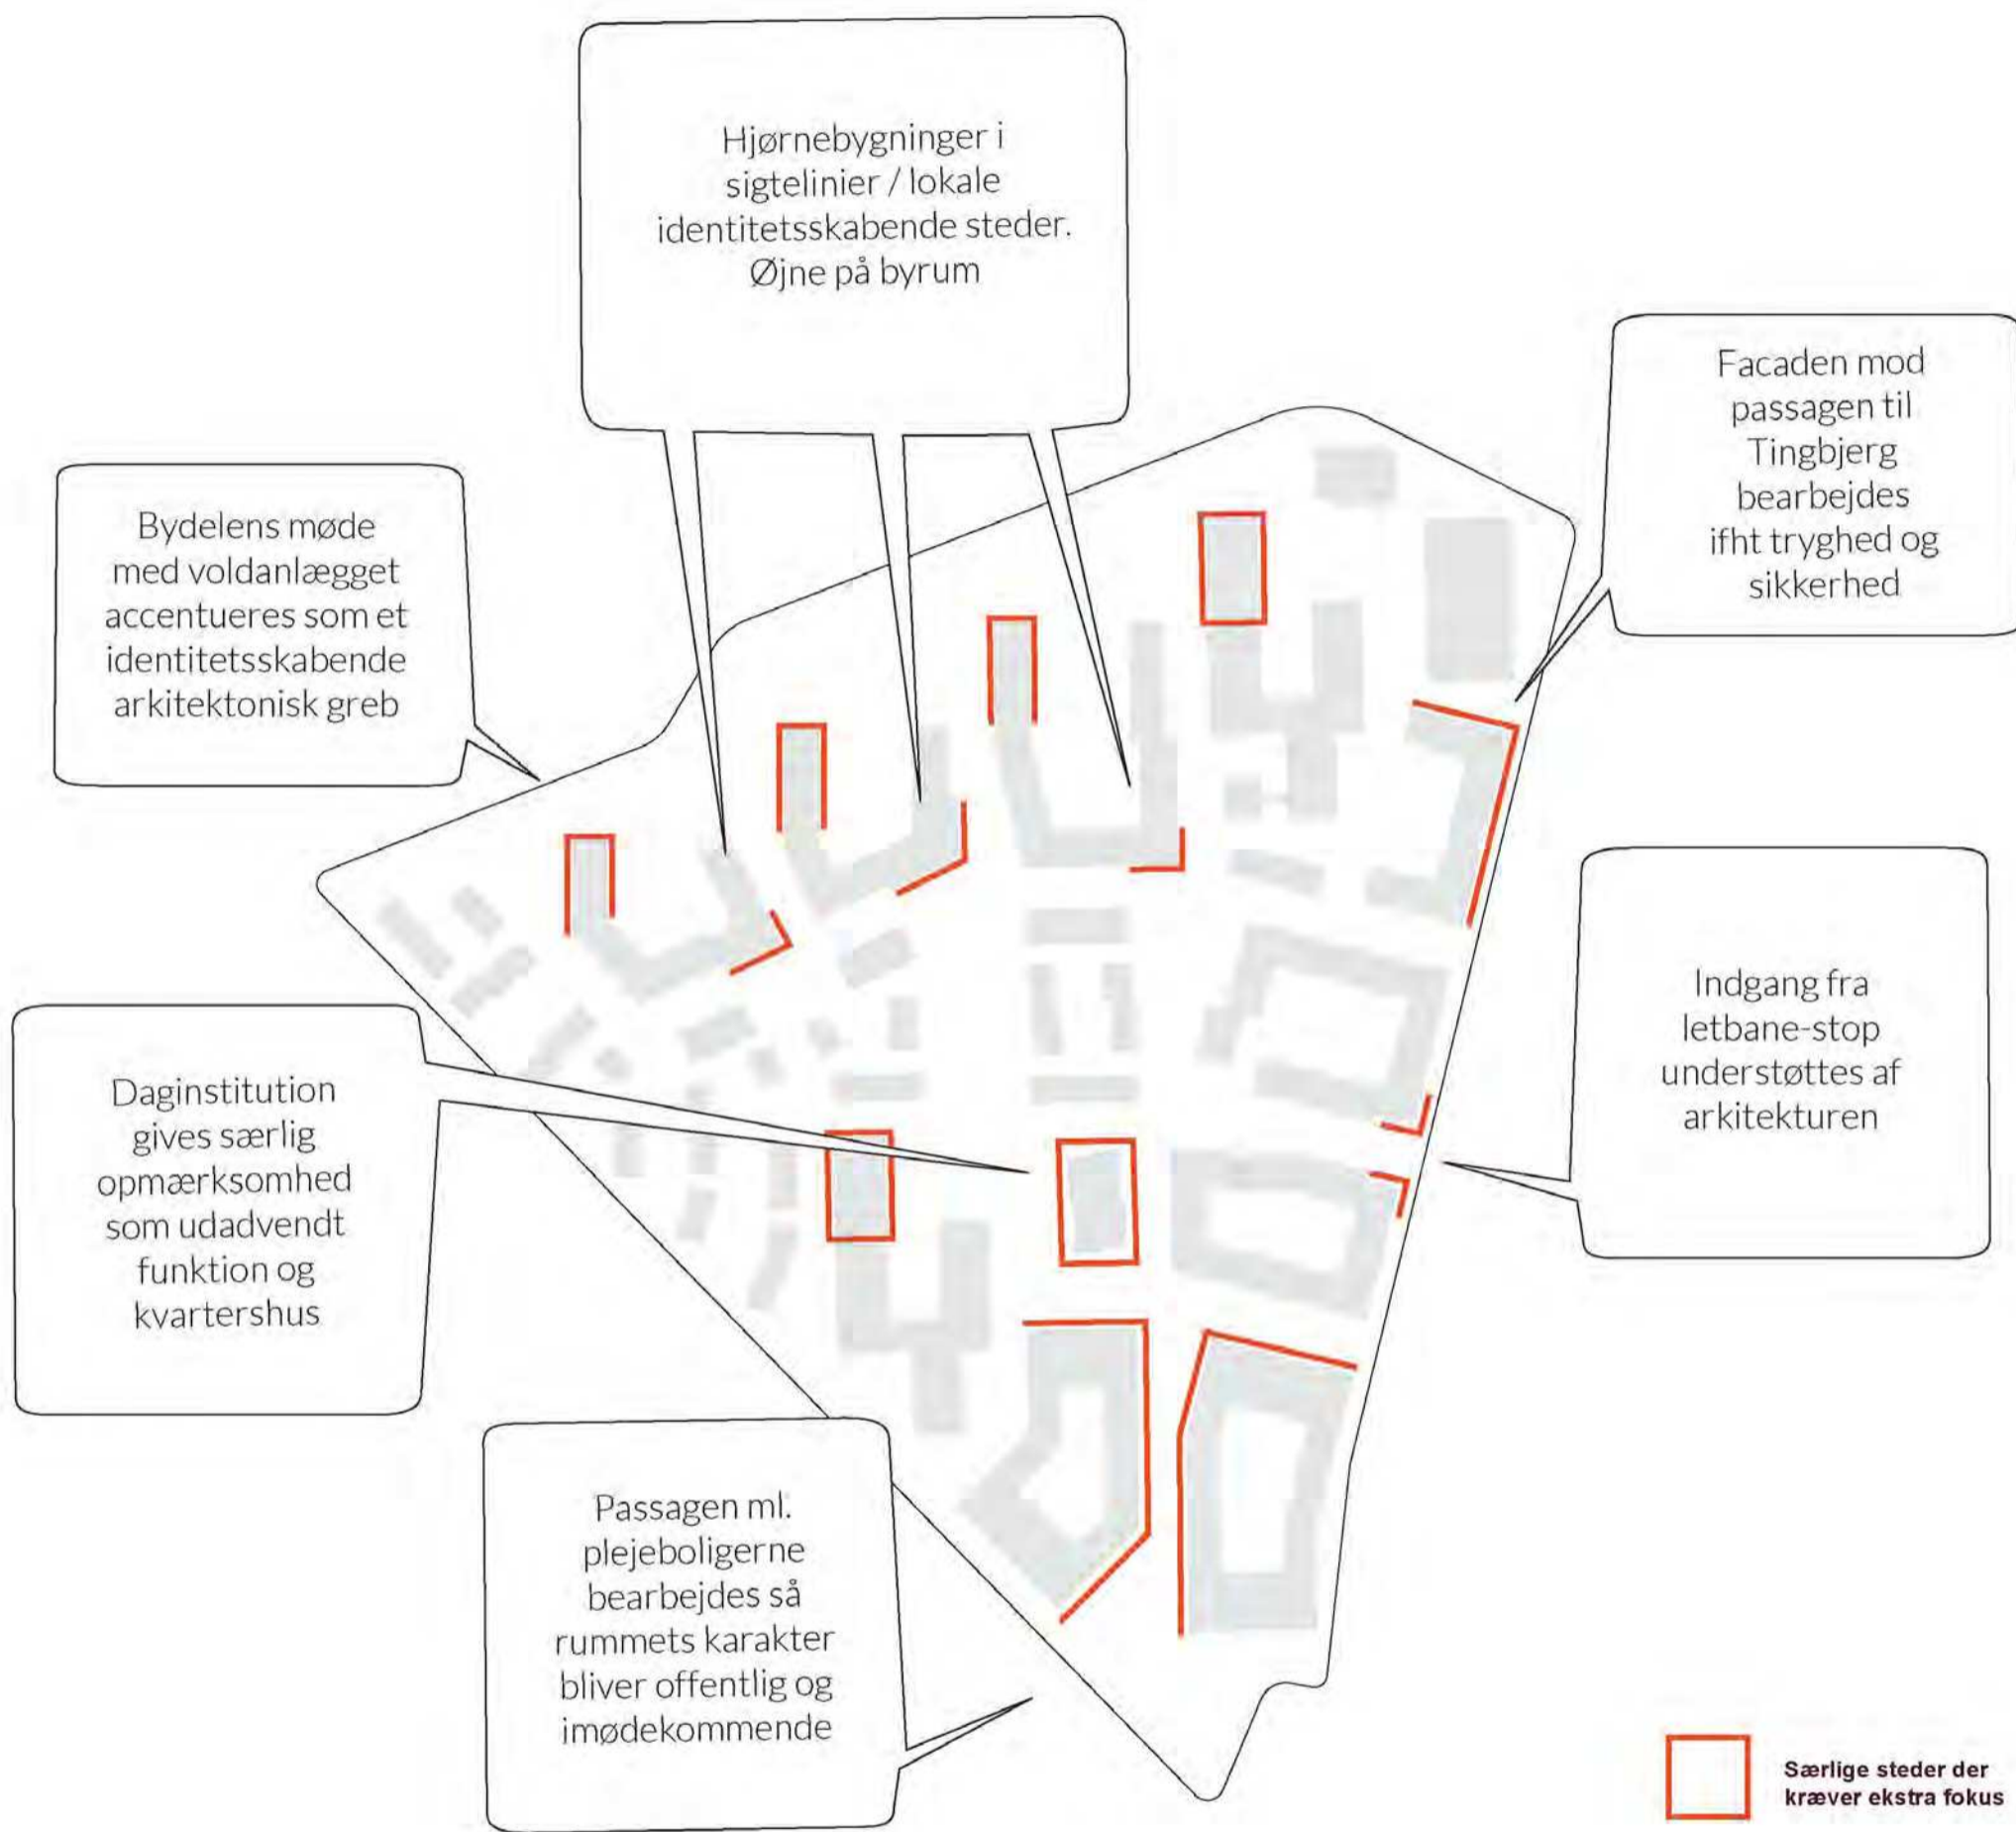 Hjørnebygninger i
sigtelinier / lokale
identitetsskabende steder.
Øjne på byrum
Facaden mod
passagen til
Tingbjerg
bearbejdes
ifht tryghed og
sikkerhed
Bydelens møde
med voldanlægget
accentueres som et
identitetsskabende
arkitektonisk greb
Indgang fra
letbane-stop
understøttes af
arkitekturen
Daginstitution
gives særlig
opmærksomhed
som udadvendt
funktion og
kvartershus
Passagen ml.
plejeboligerne
bearbejdes så
rummets karakter
bliver offentlig og
imødekommende
Særlige steder der
kræver ekstra fokus